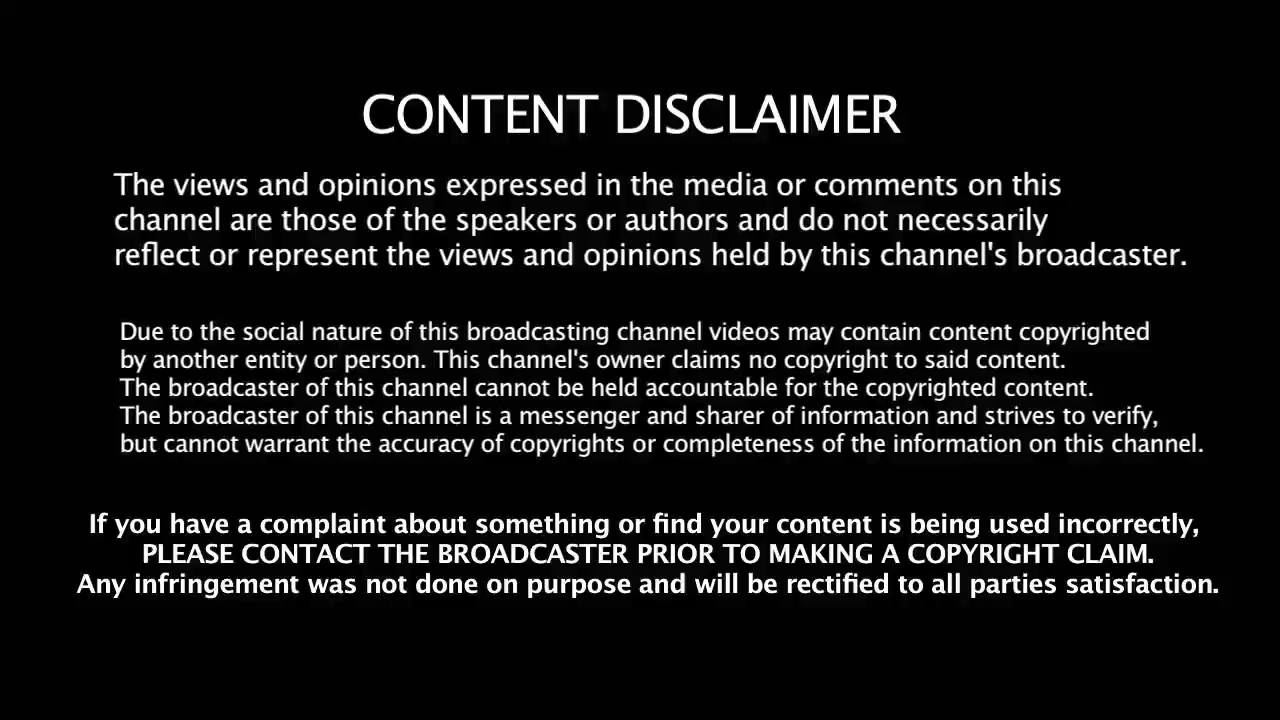 CONTENT DISCLAIMER
The views and opinions expressed in the media or comments on this
channel are those of the speakers or authors and do not necessarily
reflect or represent the views and opinions held by this channel's broadcaster.
Due to the social nature of this broadcasting channel videos may contain content copyrighted
by another entity or person. This channel's owner claims no copyright to said content.
The broadcaster of this channel cannot be held accountable for the copyrighted content.
The broadcaster of this channel is a messenger and sharer of information and strives to verify,
but cannot warrant the accuracy of copyrights or completeness of the information on this channel.
If you have a complaint about something or find your content is being used incorrectly,
PLEASE CONTACT THE BROADCASTER PRIOR TO MAKING A COPYRIGHT CLAIM.
Any infringement was not done on purpose and will be rectified to all parties satisfaction.